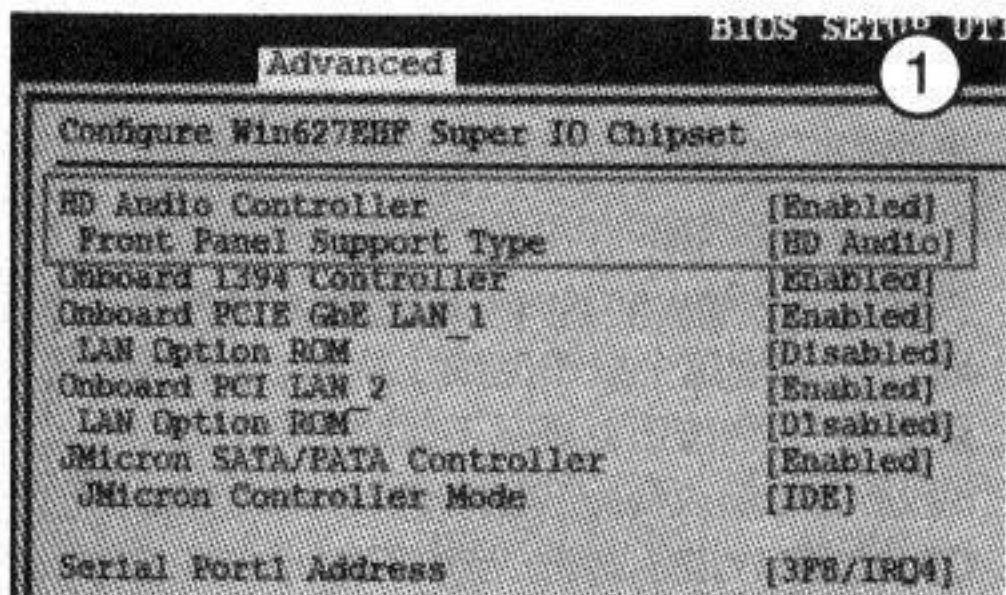 BIOS SETUP UTI
Advanced
1
Configure Win627EHF Super IO Chipset
HD Audio Controller [Enabled]
Front Panel Support Type [HD Audio]
Onboard 1394 Controller [Enabled]
Onboard PCIE GbE LAN_1 [Enabled]
LAN Option ROM [Disabled]
Onboard PCI LAN_2 [Enabled]
LAN Option ROM [Disabled]
JMicron SATA/PATA Controller [Enabled]
JMicron Controller Mode [IDE]
Serial Port1 Address [3F8/IRQ4]